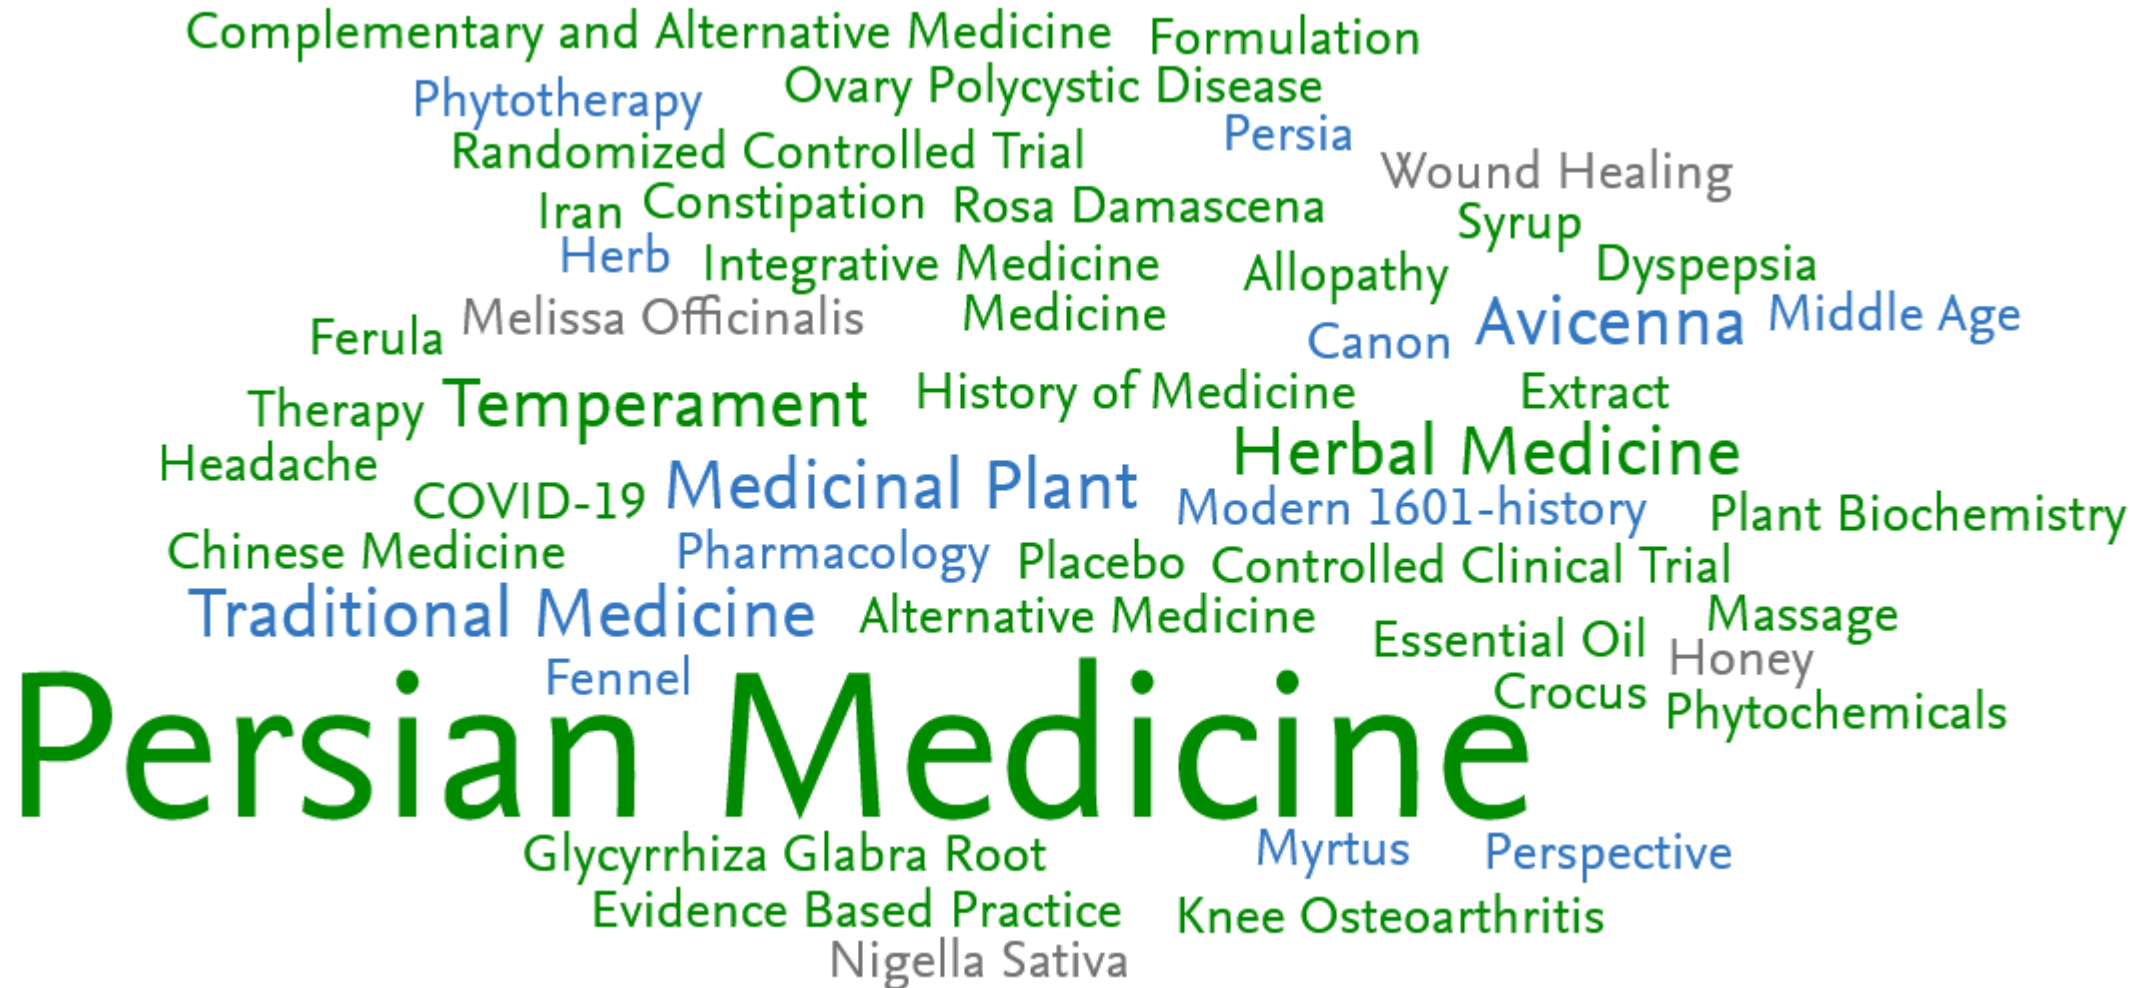 Complementary and Alternative Medicine Formulation
Phytotherapy Ovary Polycystic Disease
Randomized Controlled Trial Persia
Wound Healing
Iran Constipation Rosa Damascena Syrup
Herb Integrative Medicine Allopathy Dyspepsia
Ferula Melissa Officinalis Medicine Canon Avicenna Middle Age
Therapy Temperament History of Medicine Extract
Headache Herbal Medicine
COVID-19 Medicinal Plant Modern 1601-history Plant Biochemistry
Chinese Medicine Pharmacology Placebo Controlled Clinical Trial
Traditional Medicine Alternative Medicine Essential Oil Massage
Honey
Fennel Crocus Phytochemicals
Persian Medicine
Glycyrrhiza Glabra Root Myrtus Perspective
Evidence Based Practice Knee Osteoarthritis
Nigella Sativa